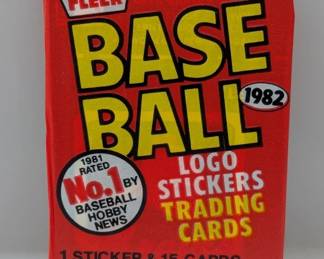 FLEER
BASE
BALL
1982
LOGO
STICKERS
TRADING
CARDS
1981
RATED
No.1 BY
BASEBALL
HOBBY
NEWS
1 STICKER & 15 CARDS